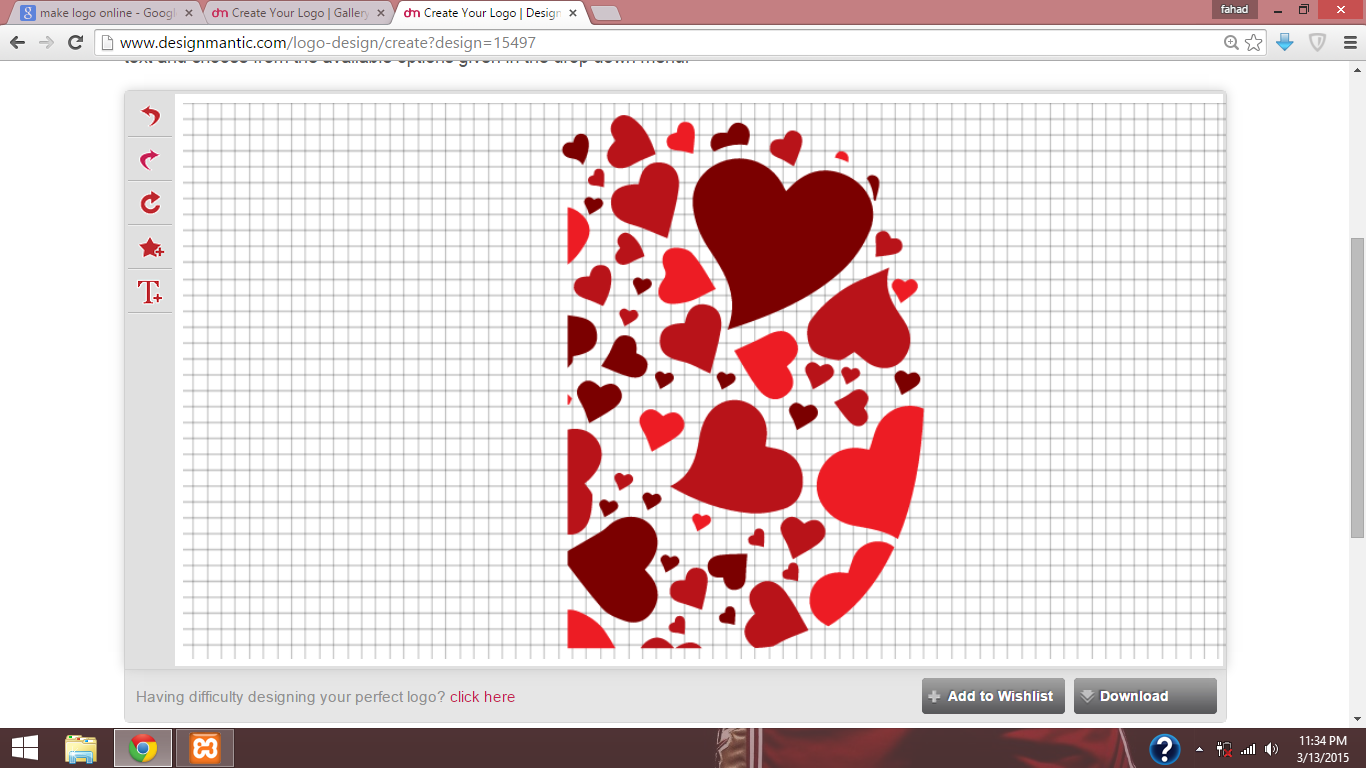 make logo online - Googl
Create Your Logo | Gallery
Create Your Logo | Design
fahad
www.designmantic.com/logo-design/create?design=15497
text and choose from the available options given in the drop down menu.
T+
Having difficulty designing your perfect logo? click here
Add to Wishlist
Download
11:34 PM
3/13/2015